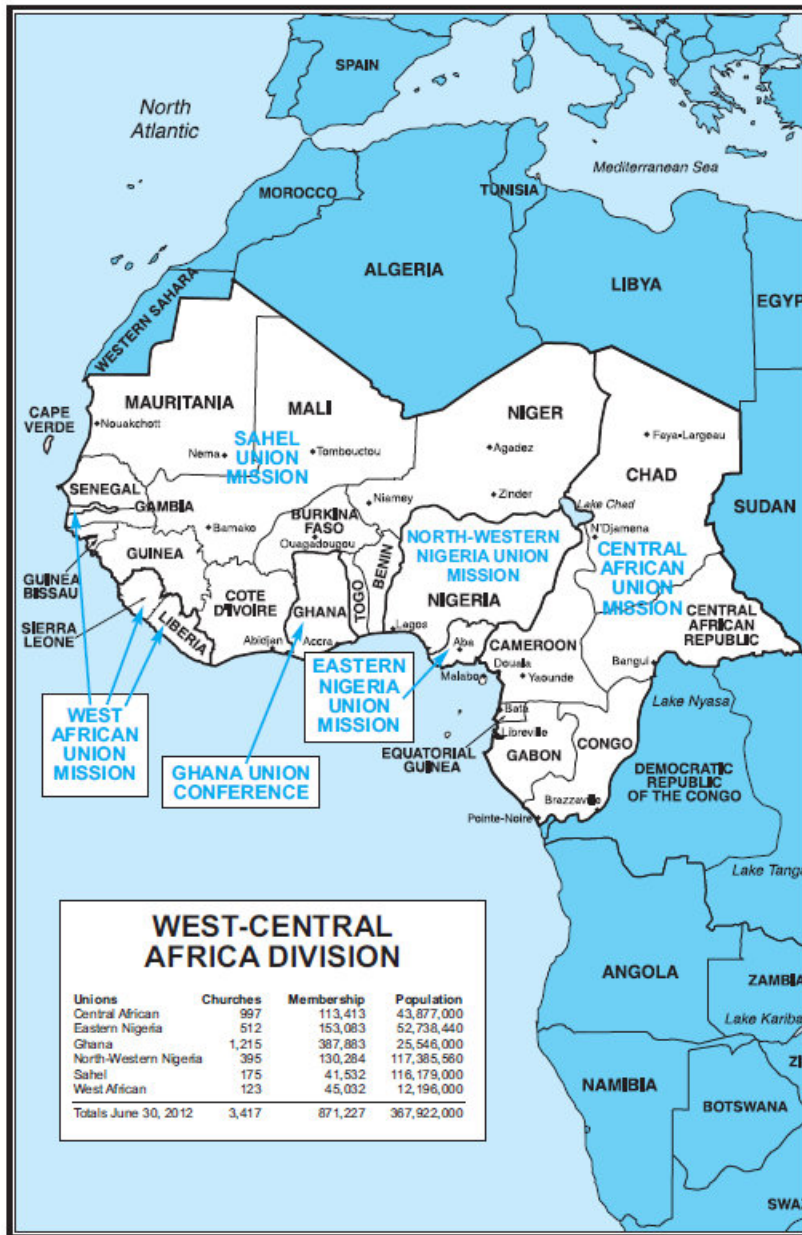 SPAIN
North
Atlantic
Mediterranean Sea
MOROCCO
TUNISIA
ALGERIA
LIBYA
EGYP
WESTERN SAHARA
CAPE
VERDE
MAURITANIA
Nouakchott
MALI
Nema
Tombouctou
SAHEL
UNION
MISSION
NIGER
Agadez
Zinder
Niamey
CHAD
Faya-Largeau
Lake Chad
N'Djamena
SUDAN
SENEGAL
GAMBIA
Bamako
BURKINA
FASO
Ouagadougou
GUINEA
GUINEA
BISSAU
SIERRA
LEONE
LIBERIA
COTE
D'IVOIRE
Abidjan
GHANA
Accra
TOGO
BENIN
NORTH-WESTERN
NIGERIA UNION
MISSION
NIGERIA
Lagos
Aba
CENTRAL
AFRICAN
UNION
MISSION
CENTRAL
AFRICAN
REPUBLIC
Bangui
CAMEROON
Douala
Malabo
Yaounde
EASTERN
NIGERIA
UNION
MISSION
WEST
AFRICAN
UNION
MISSION
GHANA UNION
CONFERENCE
Bata
Libreville
EQUATORIAL
GUINEA
GABON
CONGO
Brazzaville
Pointe-Noire
Lake Nyasa
DEMOCRATIC
REPUBLIC
OF THE CONGO
Lake Tanga
ANGOLA
ZAMBIA
Lake Kariba
ZI
NAMIBIA
BOTSWANA
SWAZ
WEST-CENTRAL
AFRICA DIVISION
Unions Churches Membership Population
Central African 997 113,413 43,877,000
Eastern Nigeria 512 153,083 52,738,440
Ghana 1,215 387,883 25,546,000
North-Western Nigeria 395 130,284 117,385,560
Sahel 175 41,532 116,179,000
West African 123 45,032 12,196,000
Totals June 30, 2012 3,417 871,227 367,922,000